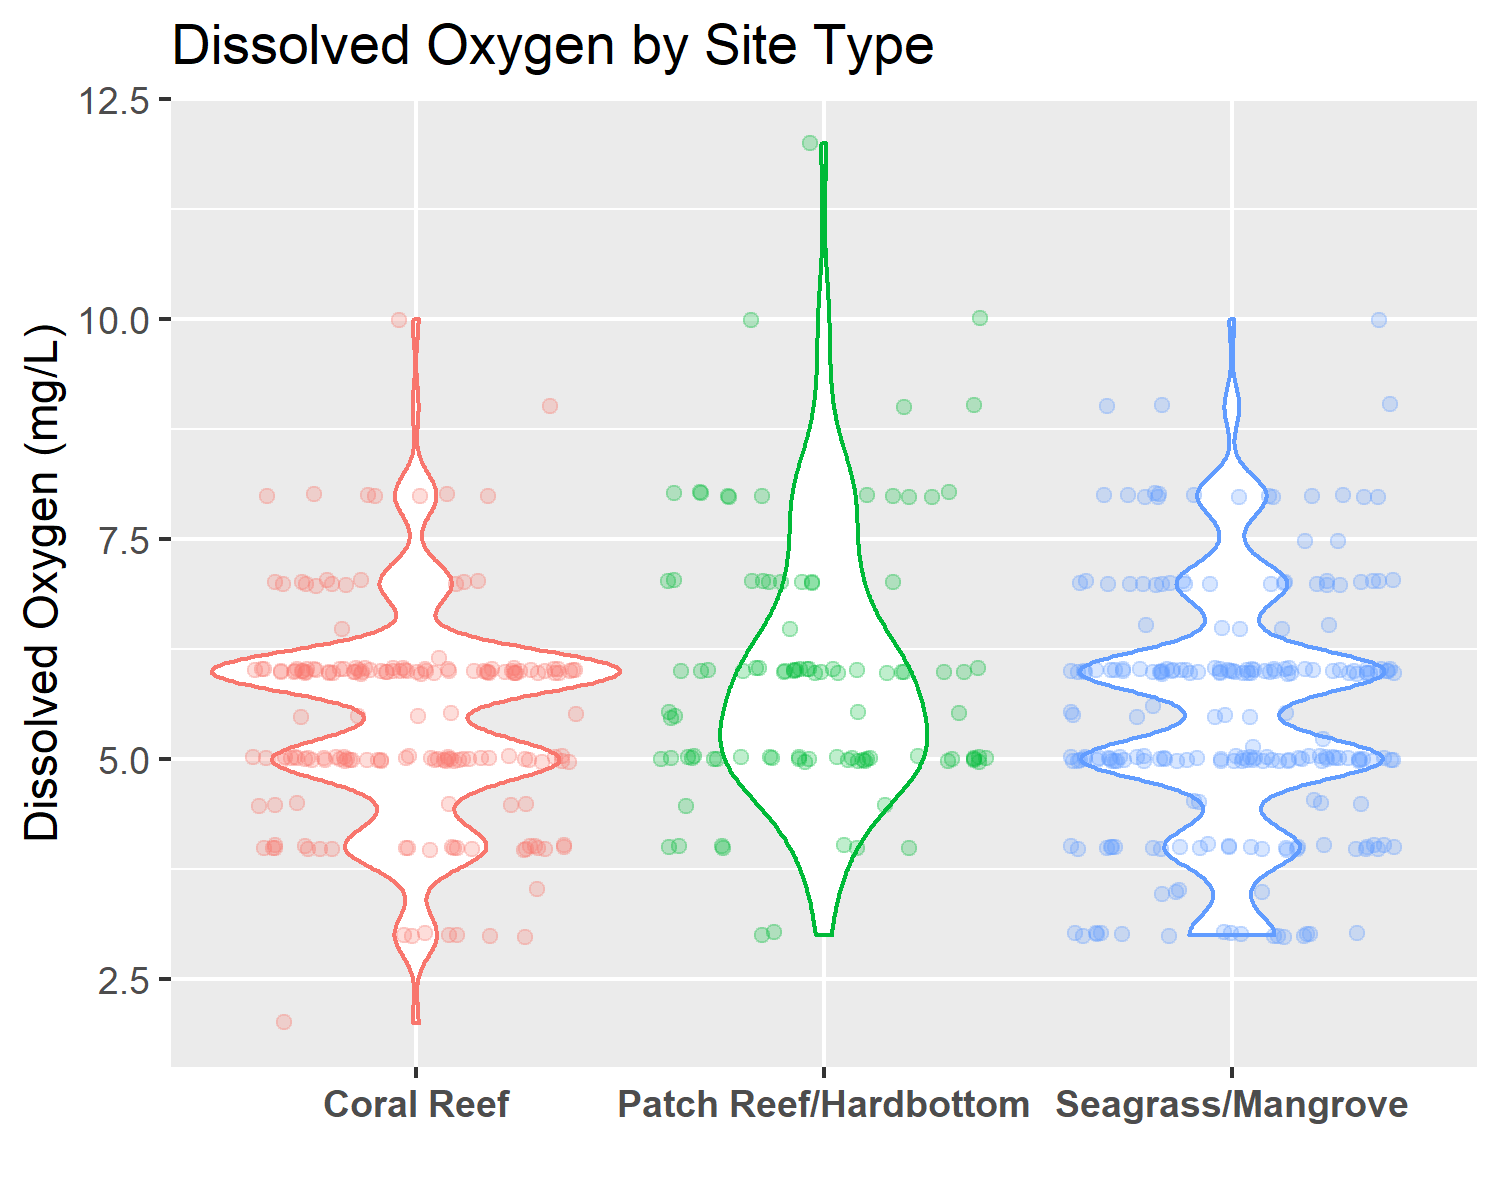 Dissolved Oxygen by Site Type
Dissolved Oxygen (mg/L)
12.5
10.0
7.5
5.0
2.5
Coral Reef
Patch Reef/Hardbottom
Seagrass/Mangrove